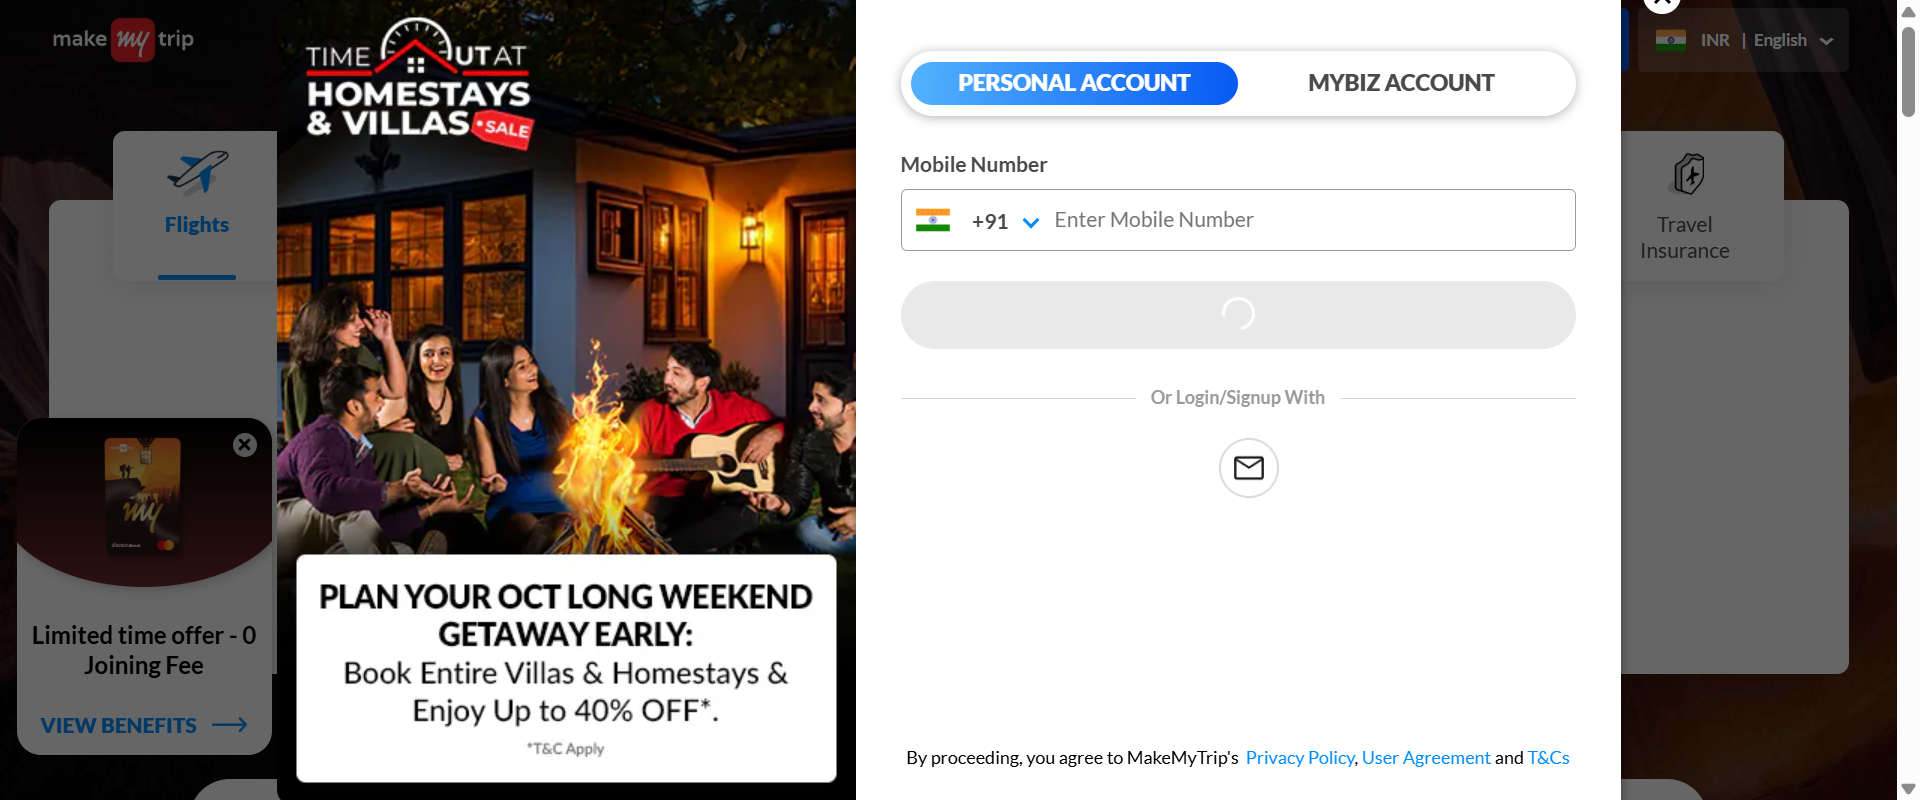 make my trip
INR | English
Flights
Travel
Insurance
my
ICICI Bank
Limited time offer - 0
Joining Fee
VIEW BENEFITS
TIME OUT AT
HOMESTAYS
& VILLAS SALE
PLAN YOUR OCT LONG WEEKEND
GETAWAY EARLY:
Book Entire Villas & Homestays &
Enjoy Up to 40% OFF*.
*T&C Apply
PERSONAL ACCOUNT
MYBIZ ACCOUNT
Mobile Number
+91
Enter Mobile Number
Or Login/Signup With
By proceeding, you agree to MakeMyTrip's Privacy Policy, User Agreement and T&Cs